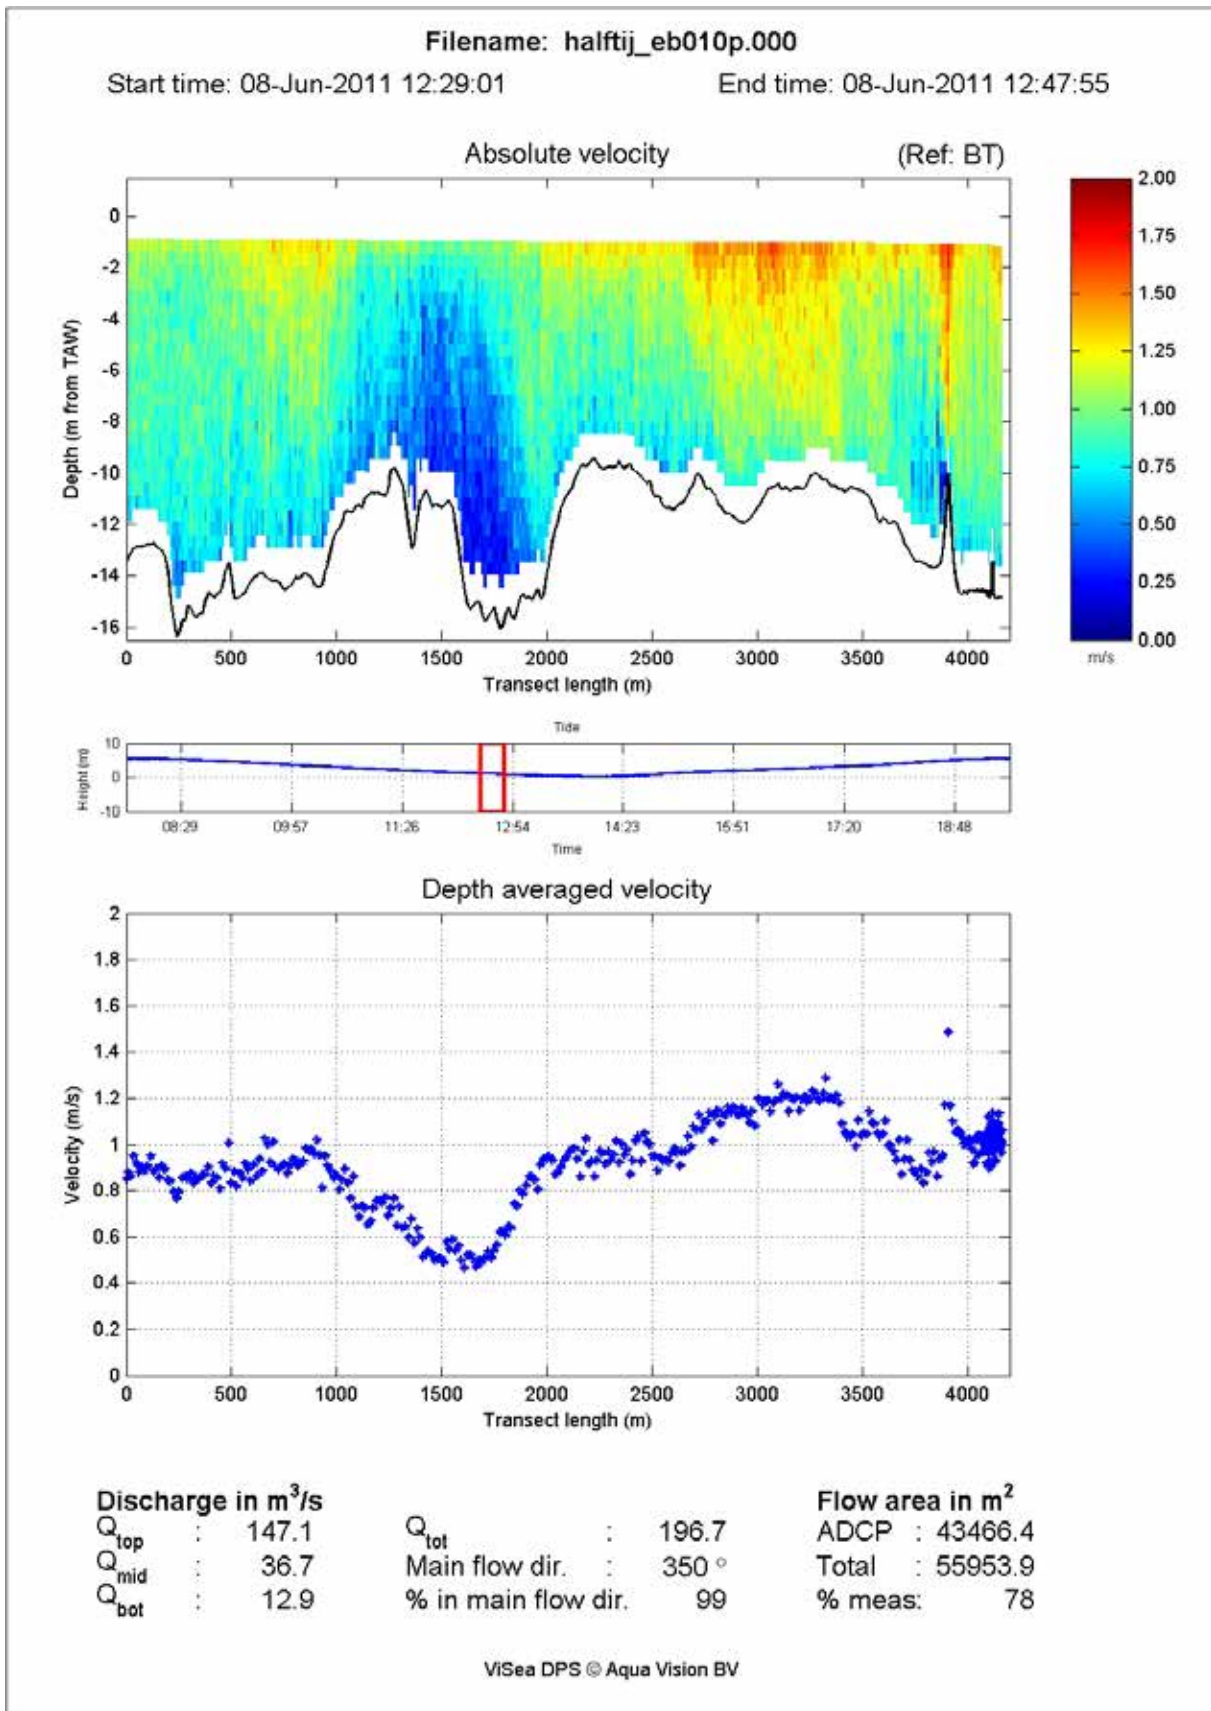 Filename: halftij_eb010p.000
Start time: 08-Jun-2011 12:29:01 End time: 08-Jun-2011 12:47:55
Absolute velocity (Ref: BT)
0
-2
-4
-6
-8
-10
-12
-14
-16
Depth (m from TAW)
0 500 1000 1500 2000 2500 3000 3500 4000
Transect length (m)
2.00
1.75
1.50
1.25
1.00
0.75
0.50
0.25
0.00
m/s
Tide
10
0
-10
Height (m)
08:29 09:57 11:26 12:54 14:23 15:51 17:20 18:48
Time
Depth averaged velocity
2
1.8
1.6
1.4
1.2
1
0.8
0.6
0.4
0.2
0
Velocity (m/s)
0 500 1000 1500 2000 2500 3000 3500 4000
Transect length (m)
Discharge in m³/s Flow area in m²
Q_top : 147.1 Q_tot : 196.7 ADCP : 43466.4
Q_mid : 36.7 Main flow dir. : 350 ° Total : 55953.9
Q_bot : 12.9 % in main flow dir. 99 % meas: 78
ViSea DPS © Aqua Vision BV